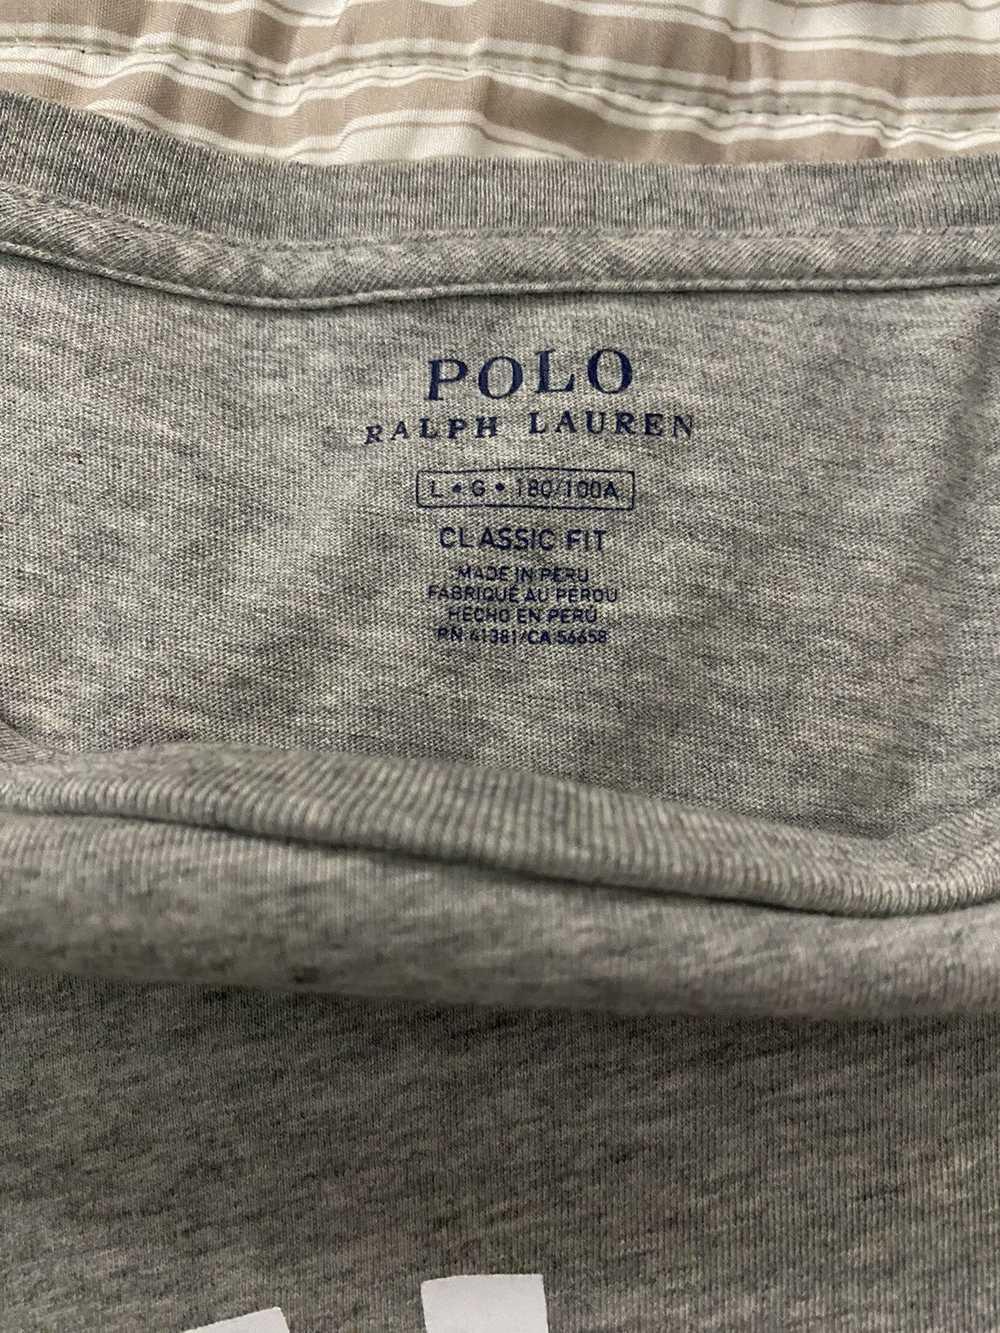 POLO
RALPH LAUREN
L • G • 180/100A
CLASSIC FIT
MADE IN PERU
FABRIQUÉ AU PÉROU
HECHO EN PERÚ
RN 41381/CA 56658